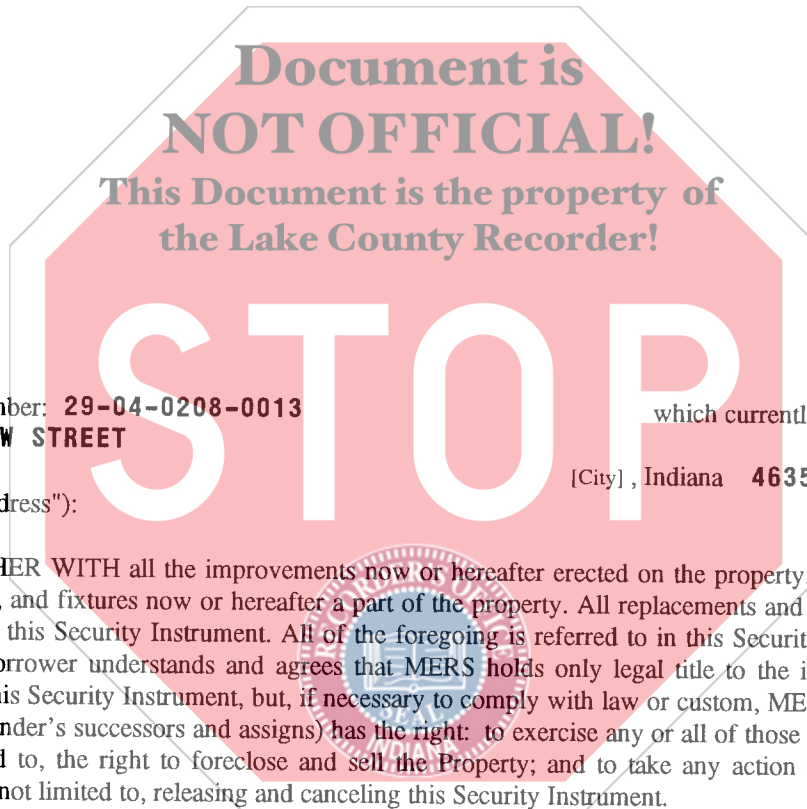 Document is
NOT OFFICIAL!
This Document is the property of
the Lake County Recorder!
STOP
nber: 29-04-0208-0013 which currentl
W STREET
[City] , Indiana 4635
dress"):
HER WITH all the improvements now or hereafter erected on the property
, and fixtures now or hereafter a part of the property. All replacements and
this Security Instrument. All of the foregoing is referred to in this Securit
orrower understands and agrees that MERS holds only legal title to the i
is Security Instrument, but, if necessary to comply with law or custom, ME
nder's successors and assigns) has the right: to exercise any or all of those
d to, the right to foreclose and sell the Property; and to take any action
not limited to, releasing and canceling this Security Instrument.
RECORDER'S OFFICE
SEAL
INDIANA